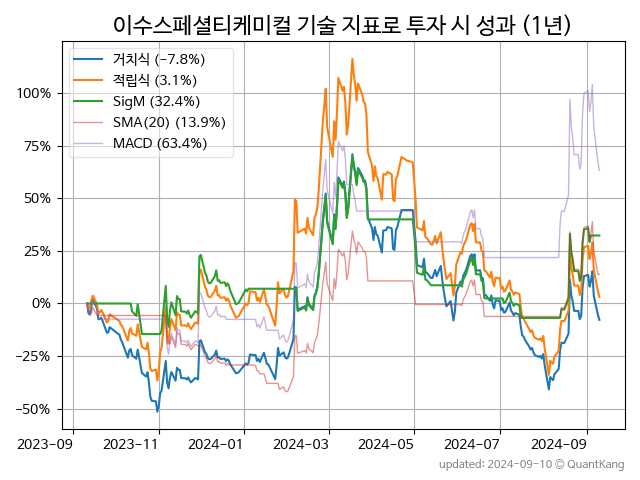 이수스페셜티케미컬 기술 지표로 투자 시 성과 (1년)
거치식 (−7.8%)
적립식 (3.1%)
SigM (32.4%)
SMA(20) (13.9%)
MACD (63.4%)
100%
75%
50%
25%
0%
−25%
−50%
2023-09
2023-11
2024-01
2024-03
2024-05
2024-07
2024-09
updated: 2024-09-10 © QuantKang